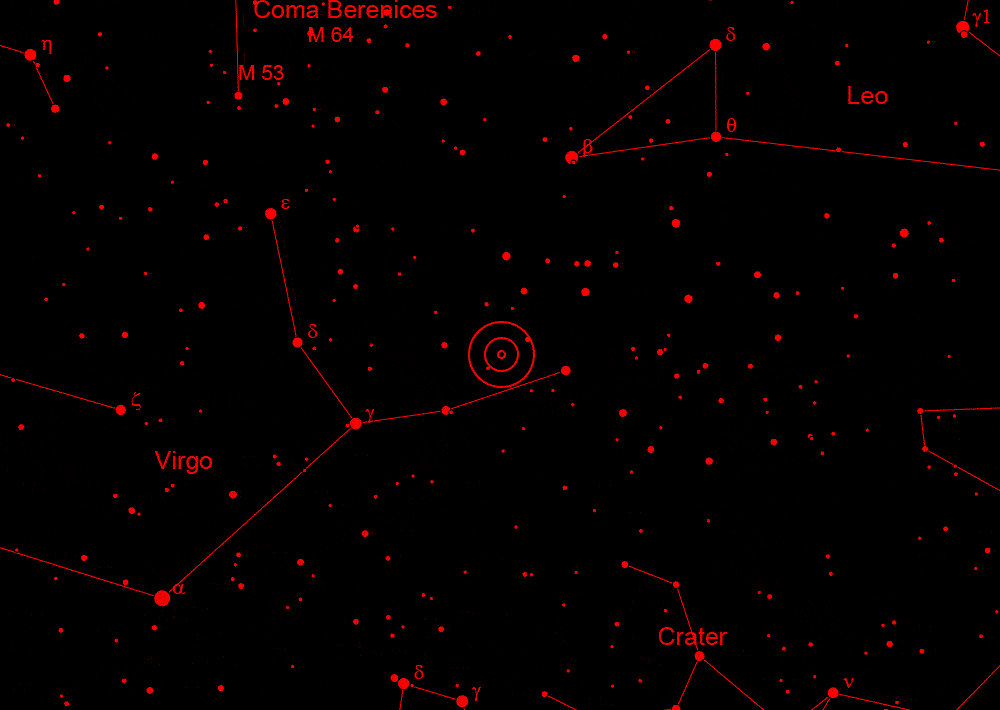 Coma Berenices
M 64
M 53
η
δ
γ1
Leo
θ
β
ε
δ
ζ
γ
Virgo
α
Crater
δ
γ
ν